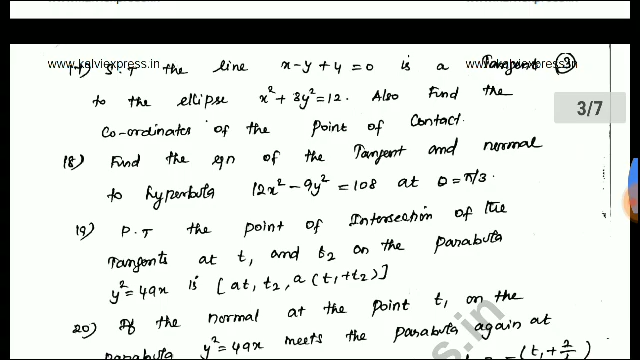 www.kalviexpress.in www.kalviexpress.in
17) S.T the line x-y+4=0 is a Tangent 3
to the ellipse x²+3y²=12. Also Find the
3/7
Co-ordinates of the Point of Contact.
18) Find the eqn of the Tangent and normal
to hyperbola 12x²-9y²=108 at θ=π/3.
19) P.T the point of Intersection of the
Tangents at t₁ and t₂ on the parabola
y²=4ax is [at₁t₂, a(t₁+t₂)]
20) If the normal at the point t₁ on the
parabola y²=4ax meets the parabola again at